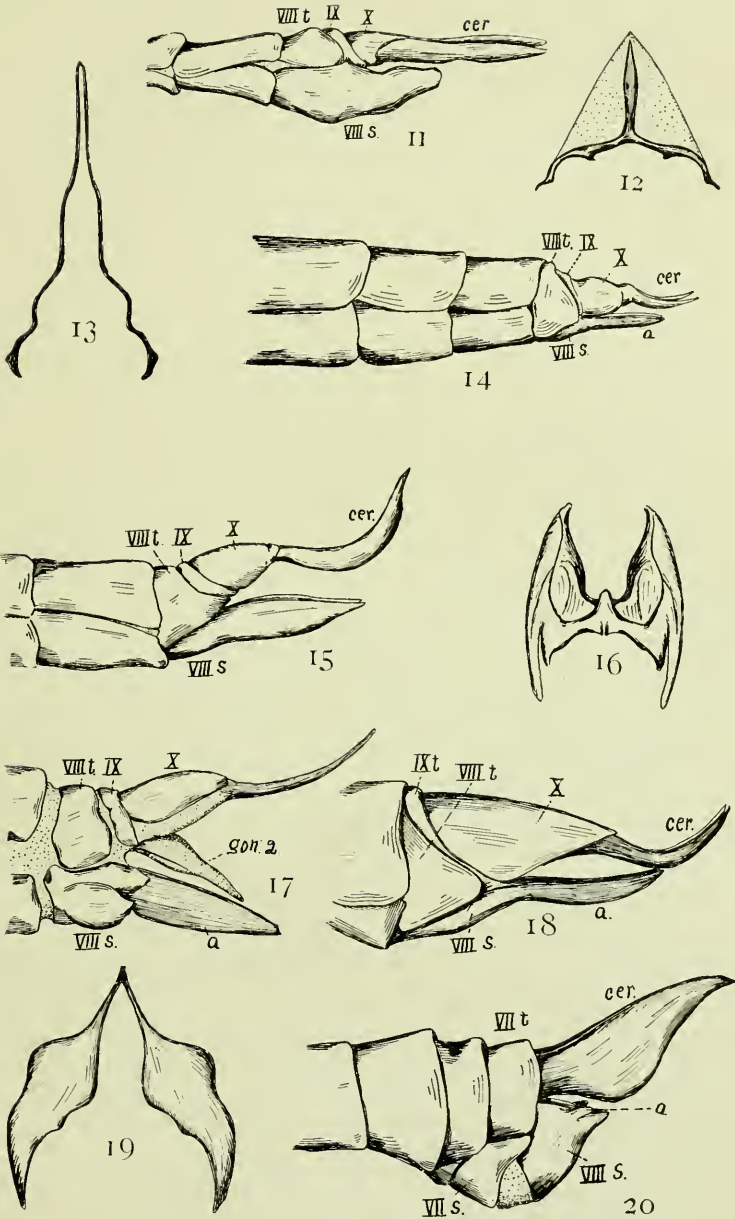 VIII t IX X cer
VIII s. 11
12
13
VIII t. IX X cer
a
VIII s.
14
VIII t. IX X cer.
VIII s 15
16
VIII t. IX X
gon. 2
17
VIII s. a
IX t VIII t X cer.
a.
VIII s. 18
19
VII t cer.
a
VIII s.
VII s.
20